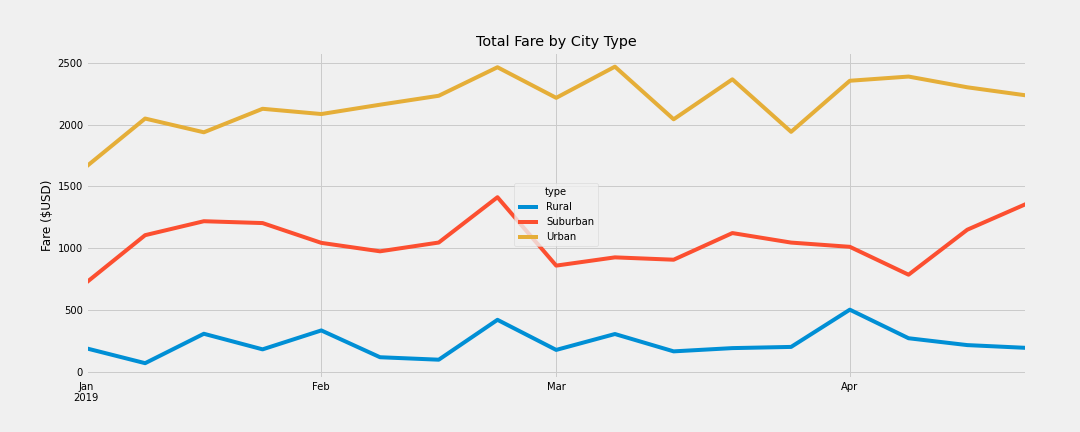 Total Fare by City Type
Fare ($USD)
2500
2000
1500
1000
500
0
type
Rural
Suburban
Urban
Jan
2019
Feb
Mar
Apr